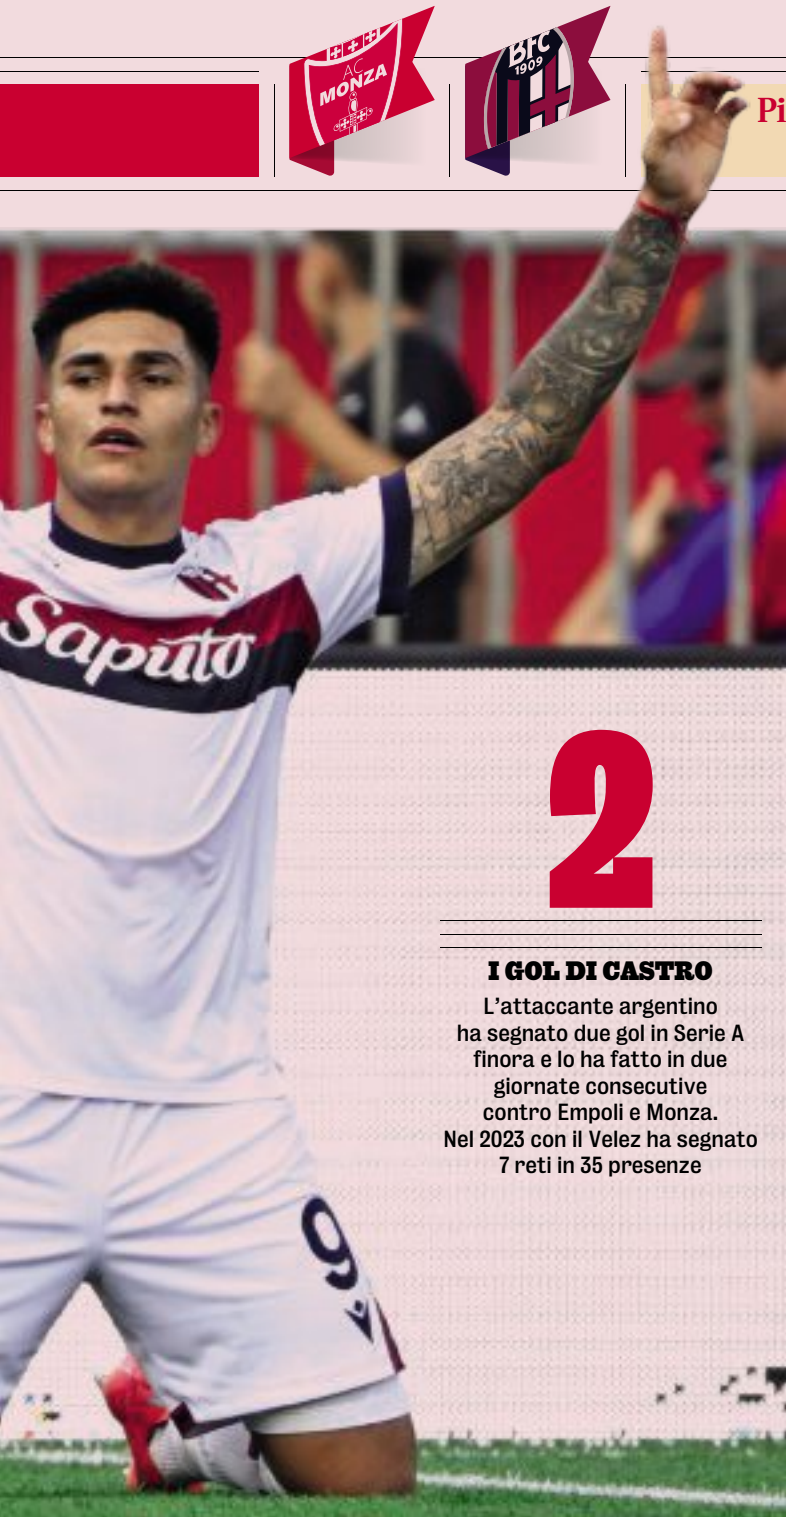 AC
MONZA
BFC
1909
Pi
Saputo
2
I GOL DI CASTRO
L’attaccante argentino
ha segnato due gol in Serie A
finora e lo ha fatto in due
giornate consecutive
contro Empoli e Monza.
Nel 2023 con il Velez ha segnato
7 reti in 35 presenze
9